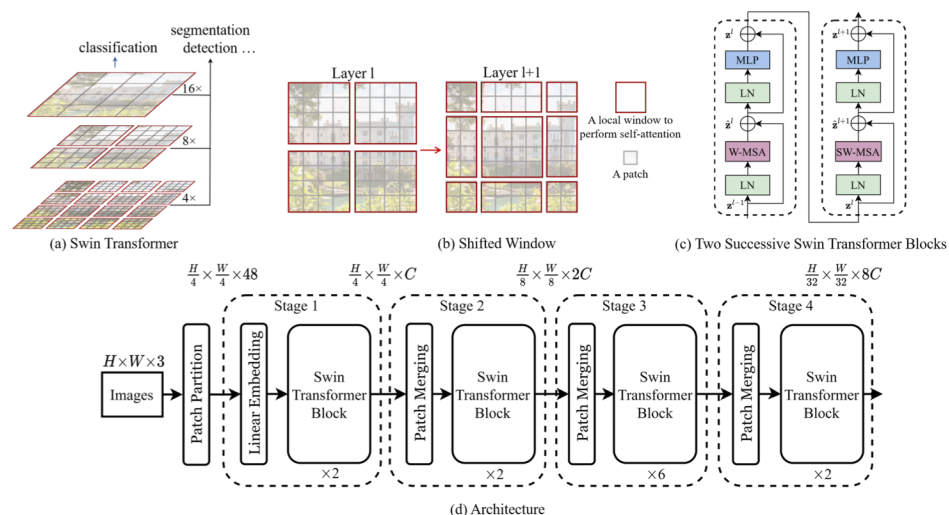 classification
segmentation
detection ...
16×
8×
4×
(a) Swin Transformer
Layer l
Layer l+1
A local window to
perform self-attention
A patch
(b) Shifted Window
z^l
MLP
LN
ẑ^l
W-MSA
LN
z^{l-1}
z^{l+1}
MLP
LN
ẑ^{l+1}
SW-MSA
LN
z^l
(c) Two Successive Swin Transformer Blocks
H/4 × W/4 × 48
H/4 × W/4 × C
H/8 × W/8 × 2C
H/32 × W/32 × 8C
Stage 1
Stage 2
Stage 3
Stage 4
H×W×3
Images
Patch Partition
Linear Embedding
Swin
Transformer
Block
×2
Patch Merging
Swin
Transformer
Block
×2
Patch Merging
Swin
Transformer
Block
×6
Patch Merging
Swin
Transformer
Block
×2
(d) Architecture